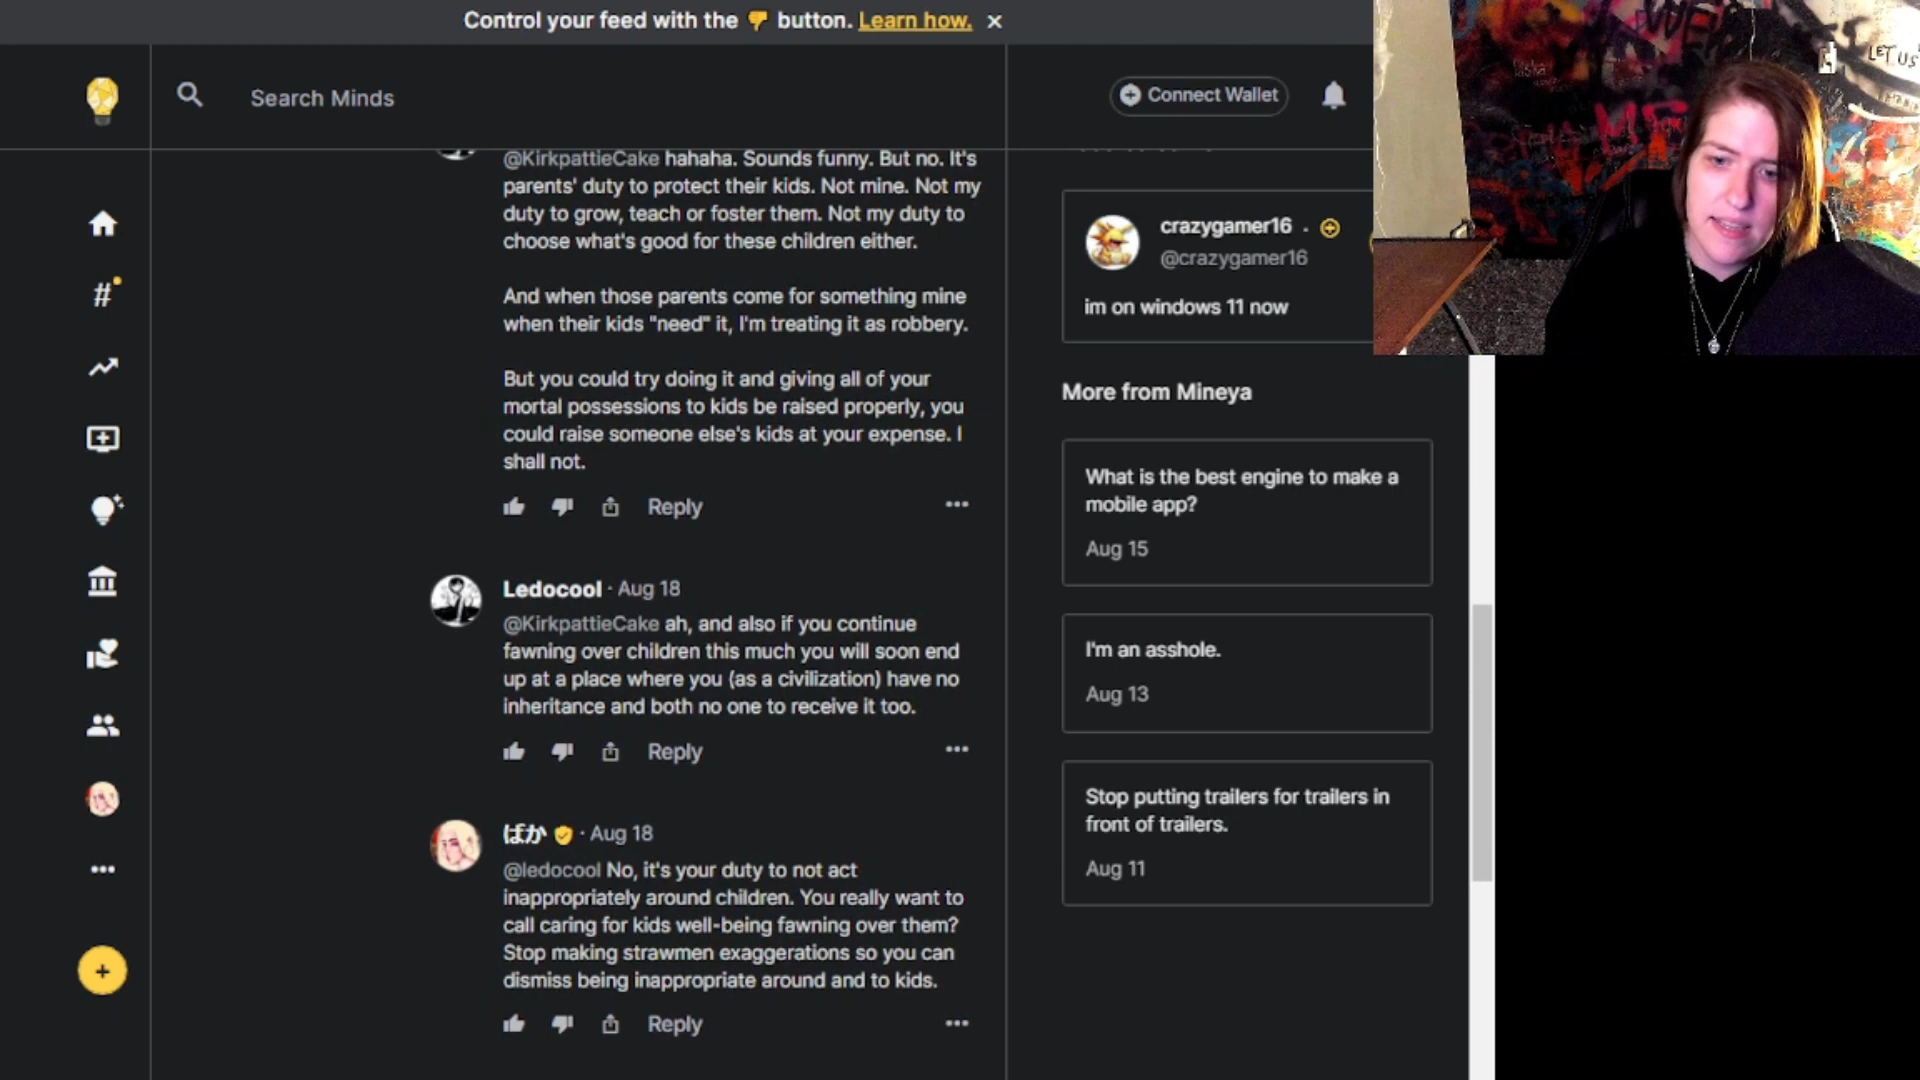 Control your feed with the 👎 button. Learn how. ×
Search Minds
Connect Wallet
@KirkpattieCake hahaha. Sounds funny. But no. It's
parents' duty to protect their kids. Not mine. Not my
duty to grow, teach or foster them. Not my duty to
choose what's good for these children either.
And when those parents come for something mine
when their kids "need" it, I'm treating it as robbery.
But you could try doing it and giving all of your
mortal possessions to kids be raised properly, you
could raise someone else's kids at your expense. I
shall not.
Reply
Ledocool · Aug 18
@KirkpattieCake ah, and also if you continue
fawning over children this much you will soon end
up at a place where you (as a civilization) have no
inheritance and both no one to receive it too.
Reply
ばか · Aug 18
@ledocool No, it's your duty to not act
inappropriately around children. You really want to
call caring for kids well-being fawning over them?
Stop making strawmen exaggerations so you can
dismiss being inappropriate around and to kids.
Reply
crazygamer16 .
@crazygamer16
im on windows 11 now
More from Mineya
What is the best engine to make a
mobile app?
Aug 15
I'm an asshole.
Aug 13
Stop putting trailers for trailers in
front of trailers.
Aug 11
LET US